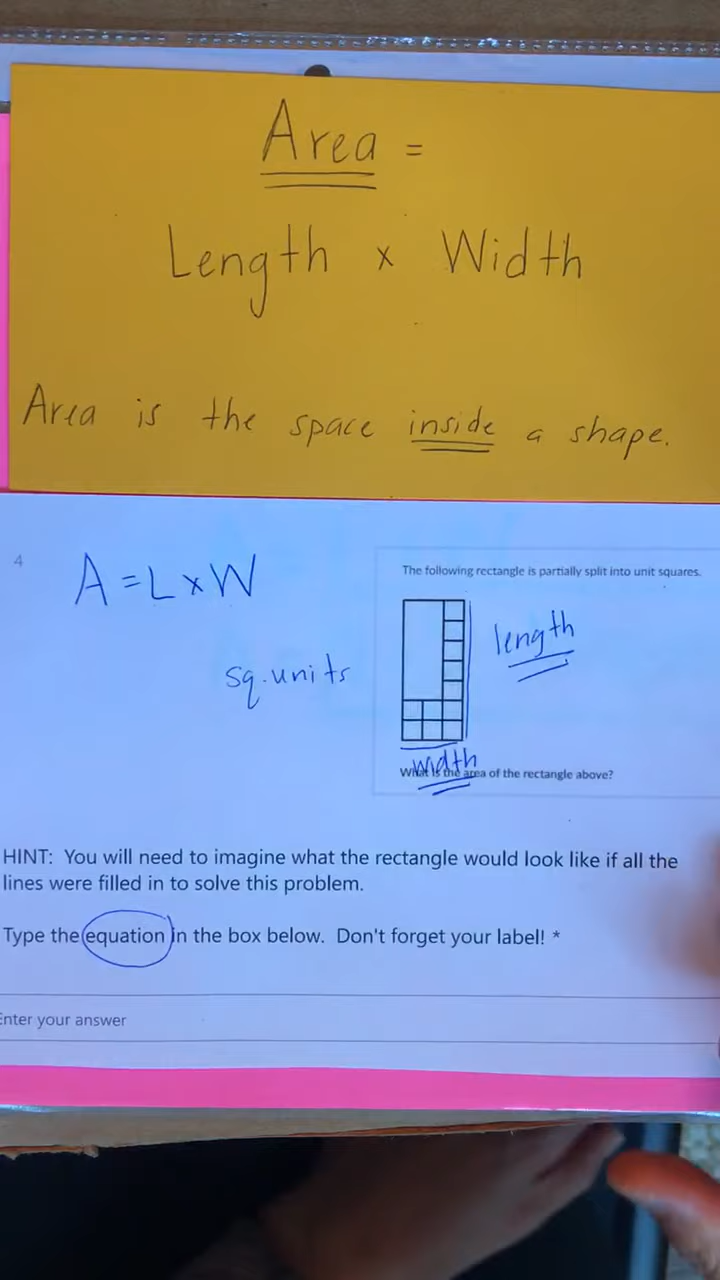 Area =
Length x Width
Area is the space inside a shape.
4
A = L x W
The following rectangle is partially split into unit squares.
length
sq. units
width
What is the area of the rectangle above?
HINT: You will need to imagine what the rectangle would look like if all the
lines were filled in to solve this problem.
Type the equation in the box below. Don't forget your label! *
Enter your answer